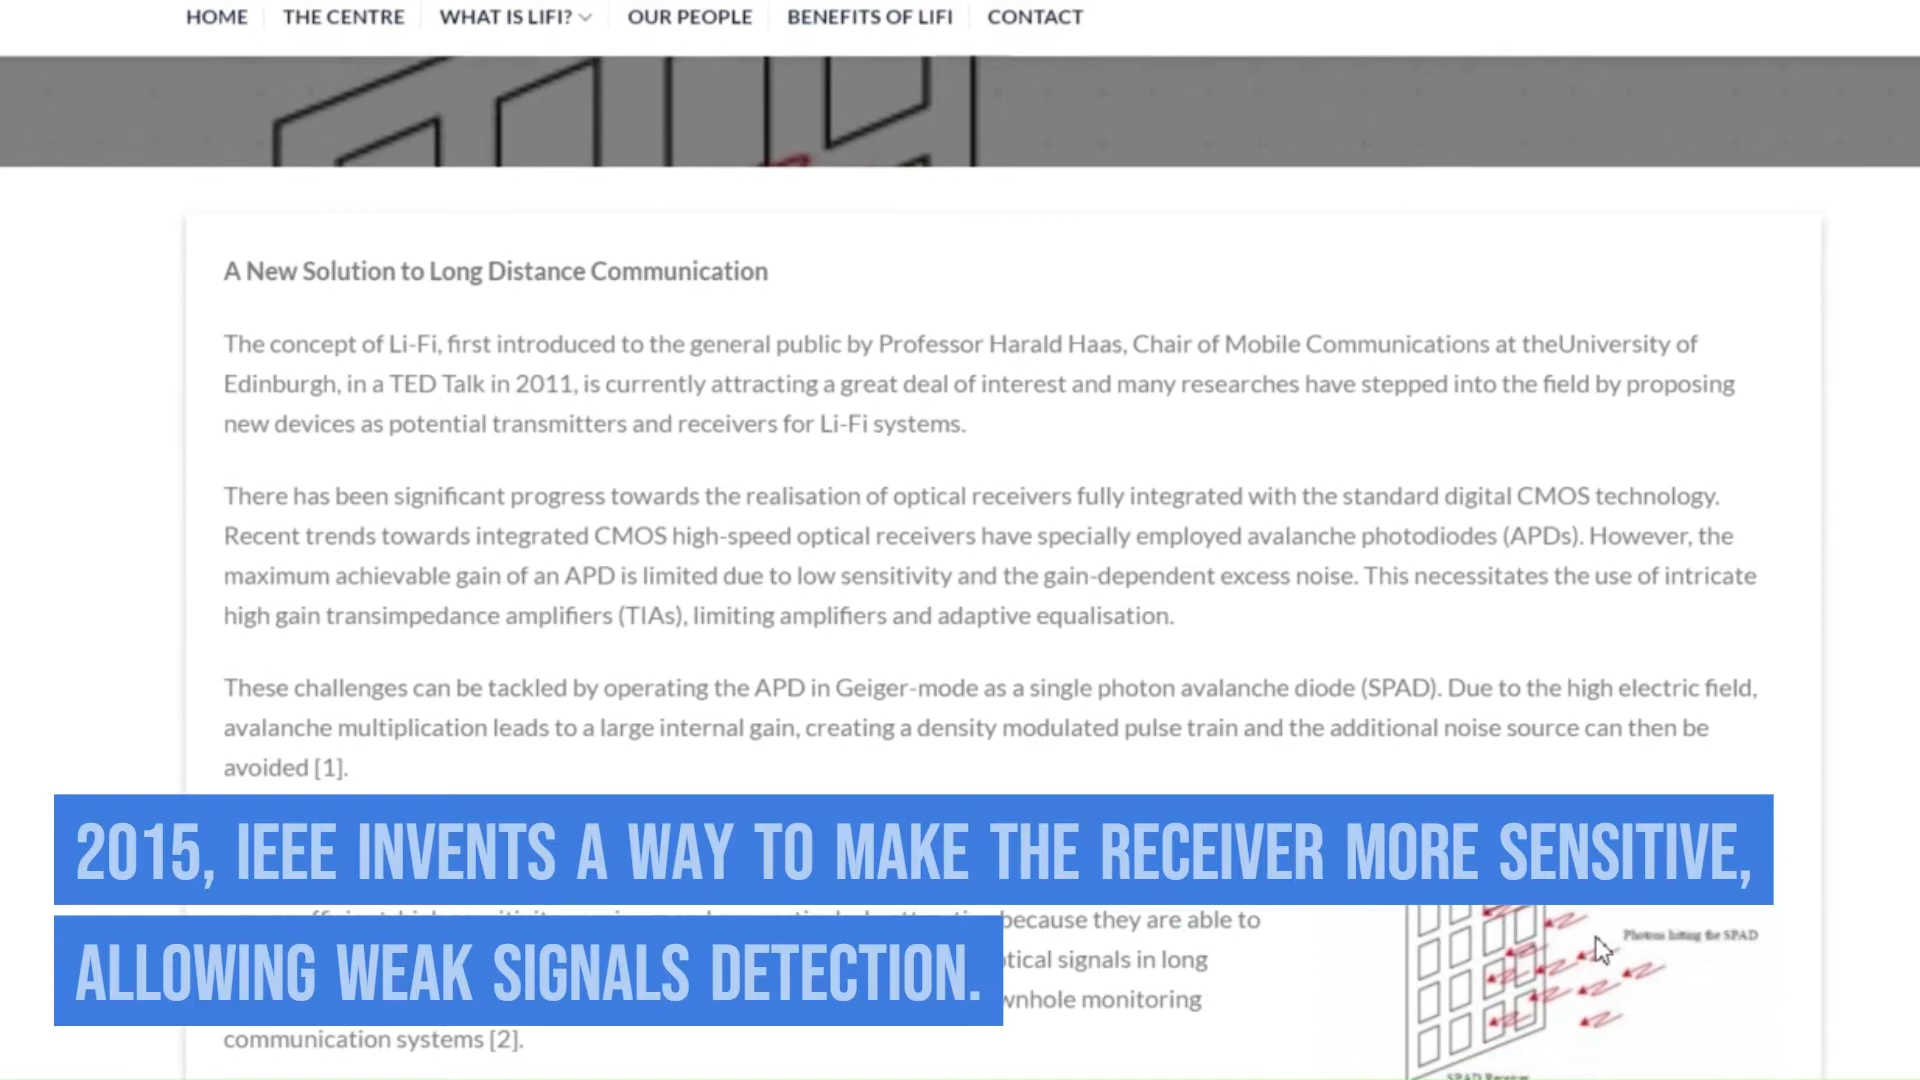 HOME THE CENTRE WHAT IS LIFI? OUR PEOPLE BENEFITS OF LIFI CONTACT
A New Solution to Long Distance Communication
The concept of Li-Fi, first introduced to the general public by Professor Harald Haas, Chair of Mobile Communications at theUniversity of
Edinburgh, in a TED Talk in 2011, is currently attracting a great deal of interest and many researches have stepped into the field by proposing
new devices as potential transmitters and receivers for Li-Fi systems.
There has been significant progress towards the realisation of optical receivers fully integrated with the standard digital CMOS technology.
Recent trends towards integrated CMOS high-speed optical receivers have specially employed avalanche photodiodes (APDs). However, the
maximum achievable gain of an APD is limited due to low sensitivity and the gain-dependent excess noise. This necessitates the use of intricate
high gain transimpedance amplifiers (TIAs), limiting amplifiers and adaptive equalisation.
These challenges can be tackled by operating the APD in Geiger-mode as a single photon avalanche diode (SPAD). Due to the high electric field,
avalanche multiplication leads to a large internal gain, creating a density modulated pulse train and the additional noise source can then be
avoided [1].
2015, IEEE INVENTS A WAY TO MAKE THE RECEIVER MORE SENSITIVE,
ALLOWING WEAK SIGNALS DETECTION.
because they are able to
signals in long
monitoring
communication systems [2].
Photons hiting the SPAD